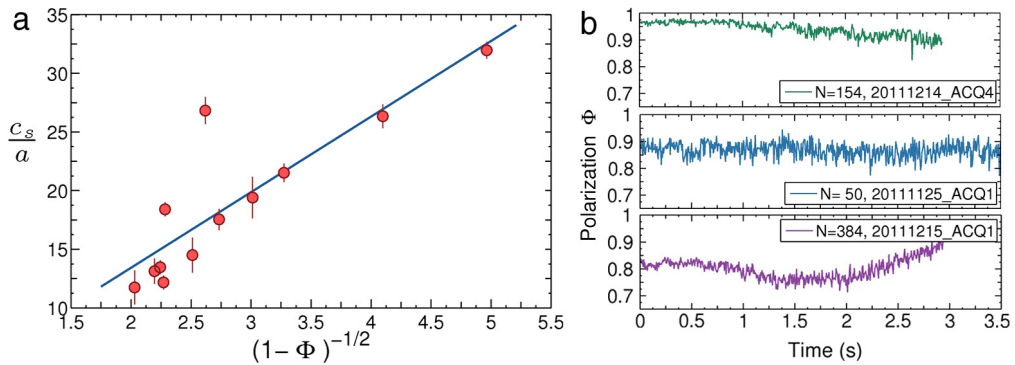 a
35
30
25
20
15
10
c_s
a
1.5 2 2.5 3 3.5 4 4.5 5 5.5
(1− Φ )^−1/2
b
Polarization Φ
1
0.9
0.8
0.7
N=154, 20111214_ACQ4
1
0.9
0.8
0.7
N= 50, 20111125_ACQ1
1
0.9
0.8
0.7
N=384, 20111215_ACQ1
0 0.5 1 1.5 2 2.5 3 3.5
Time (s)